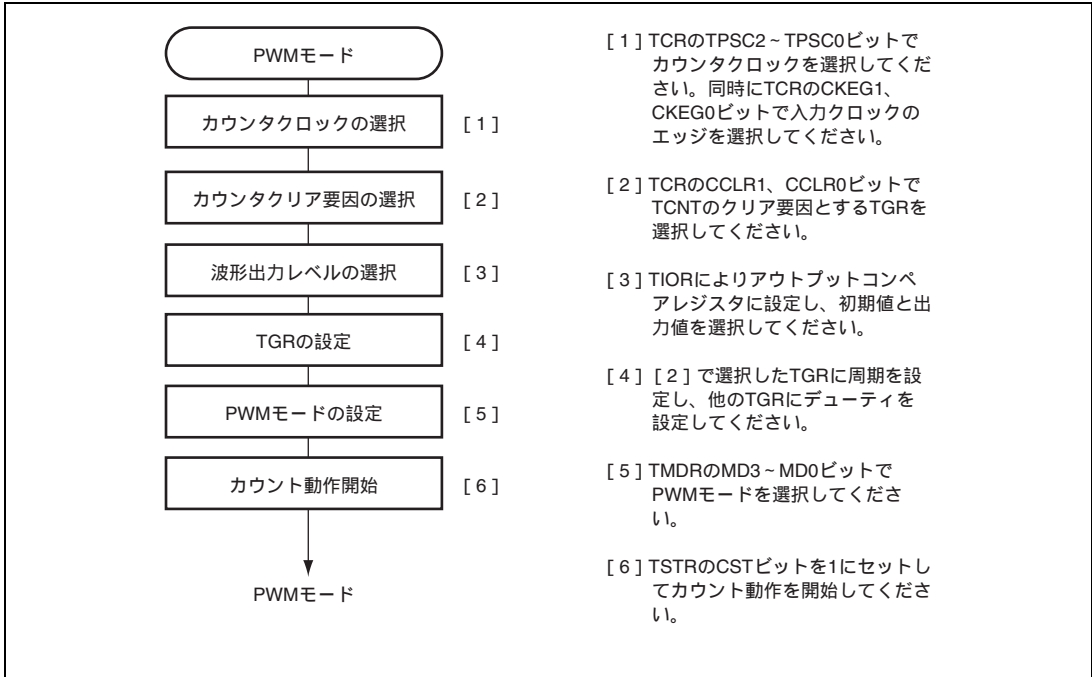 PWMモード
カウンタクロックの選択 [1]
カウンタクリア要因の選択 [2]
波形出力レベルの選択 [3]
TGRの設定 [4]
PWMモードの設定 [5]
カウント動作開始 [6]
PWMモード
[1] TCRのTPSC2~TPSC0ビットで
カウンタクロックを選択してくだ
さい。同時にTCRのCKEG1、
CKEG0ビットで入力クロックの
エッジを選択してください。
[2] TCRのCCLR1、CCLR0ビットで
TCNTのクリア要因とするTGRを
選択してください。
[3] TIORによりアウトプットコンペ
アレジスタに設定し、初期値と出
力値を選択してください。
[4] [2]で選択したTGRに周期を設
定し、他のTGRにデューティを
設定してください。
[5] TMDRのMD3~MD0ビットで
PWMモードを選択してくださ
い。
[6] TSTRのCSTビットを1にセットし
てカウント動作を開始してくださ
い。